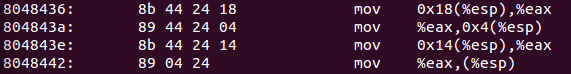 8048436: 8b 44 24 18 mov 0x18(%esp),%eax
804843a: 89 44 24 04 mov %eax,0x4(%esp)
804843e: 8b 44 24 14 mov 0x14(%esp),%eax
8048442: 89 04 24 mov %eax,(%esp)